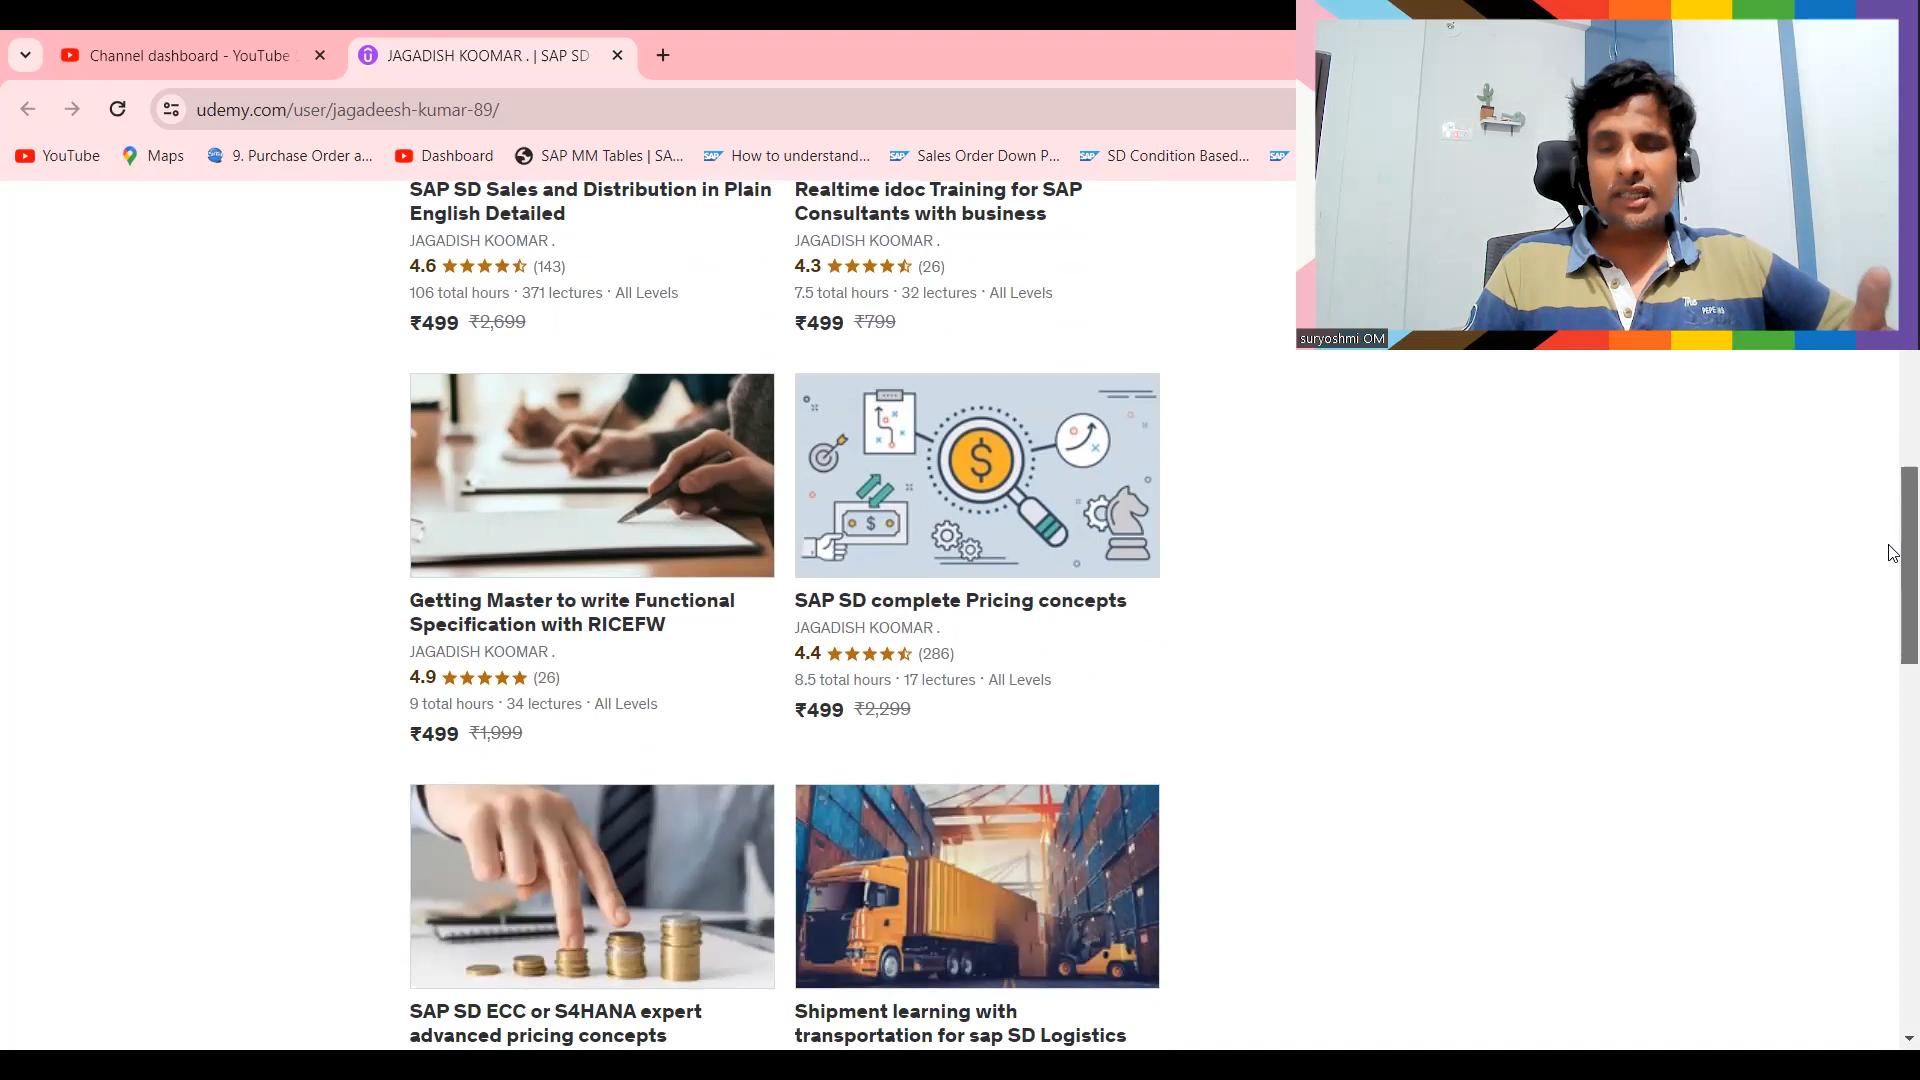 Channel dashboard - YouTube
JAGADISH KOOMAR . | SAP SD
udemy.com/user/jagadeesh-kumar-89/
YouTube
Maps
9. Purchase Order a...
Dashboard
SAP MM Tables | SA...
How to understand...
Sales Order Down P...
SD Condition Based...
SAP SD Sales and Distribution in Plain
English Detailed
JAGADISH KOOMAR .
4.6 (143)
106 total hours · 371 lectures · All Levels
₹499 ₹2,699
Realtime idoc Training for SAP
Consultants with business
JAGADISH KOOMAR .
4.3 (26)
7.5 total hours · 32 lectures · All Levels
₹499 ₹799
Getting Master to write Functional
Specification with RICEFW
JAGADISH KOOMAR .
4.9 (26)
9 total hours · 34 lectures · All Levels
₹499 ₹1,999
SAP SD complete Pricing concepts
JAGADISH KOOMAR .
4.4 (286)
8.5 total hours · 17 lectures · All Levels
₹499 ₹2,299
SAP SD ECC or S4HANA expert
advanced pricing concepts
Shipment learning with
transportation for sap SD Logistics
The
suryoshmi OM